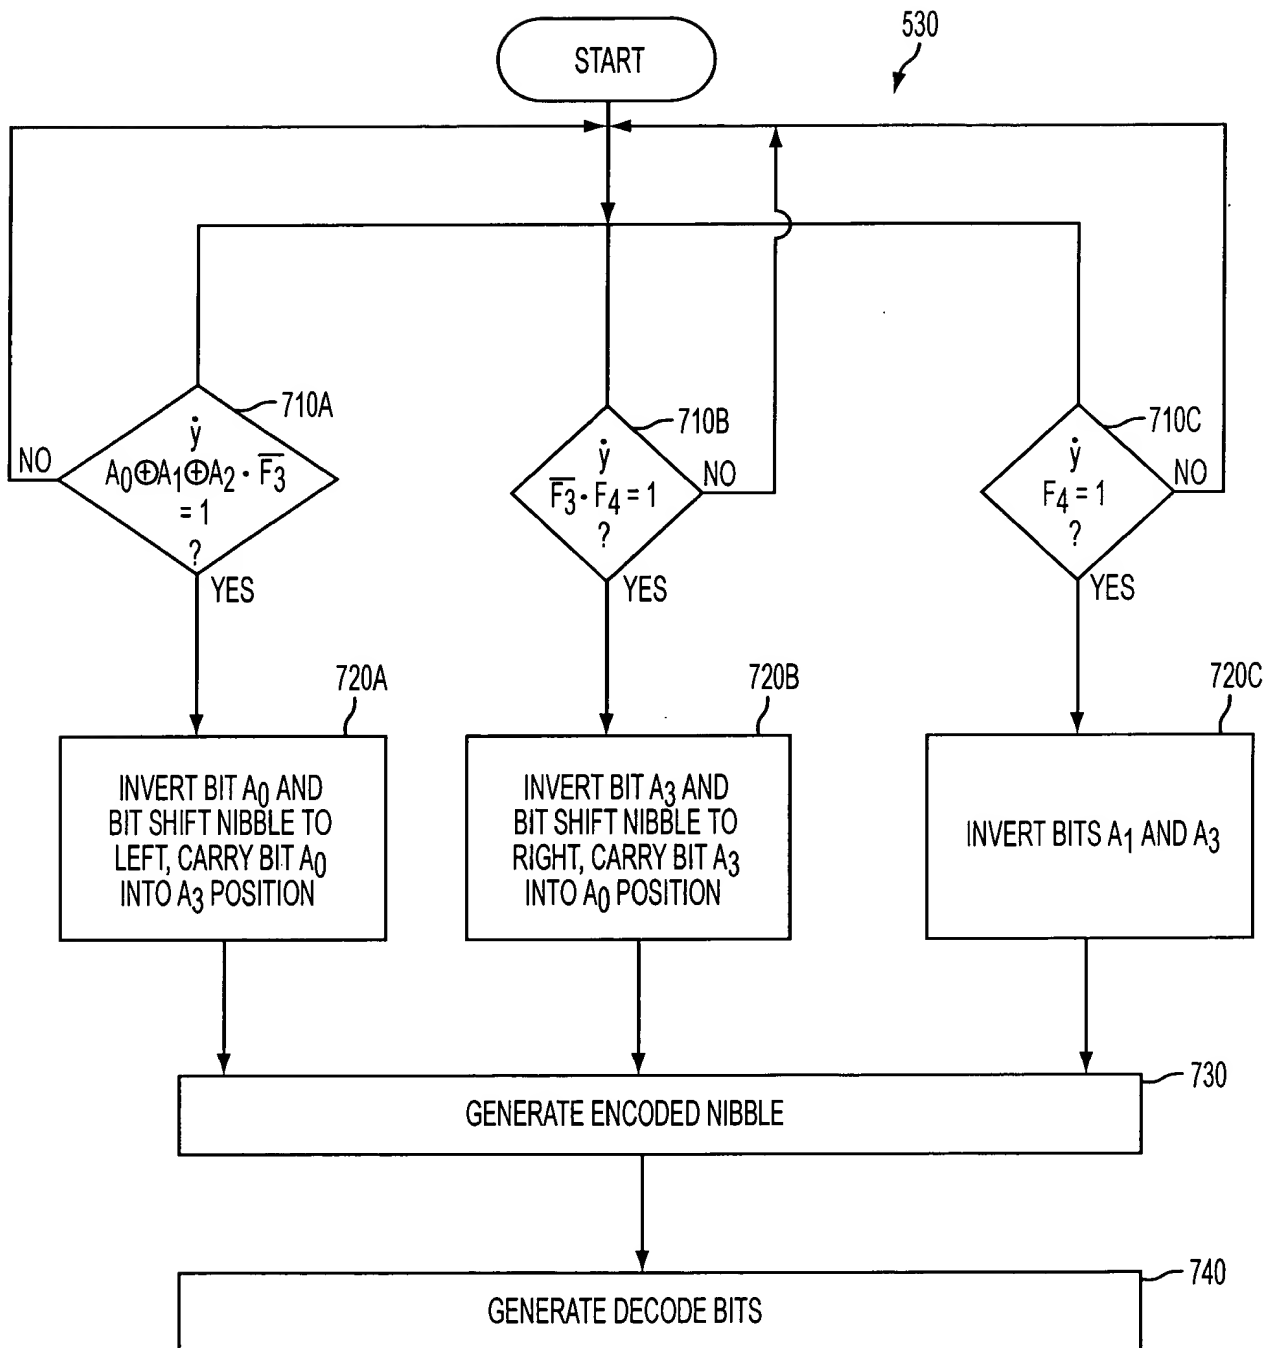 530
START
710A
ẏ
A₀⊕A₁⊕A₂ · F̅₃
= 1
?
NO
YES
710B
ẏ
F̅₃ · F₄ = 1
?
NO
YES
710C
ẏ
F₄ = 1
?
NO
YES
720A
INVERT BIT A₀ AND
BIT SHIFT NIBBLE TO
LEFT, CARRY BIT A₀
INTO A₃ POSITION
720B
INVERT BIT A₃ AND
BIT SHIFT NIBBLE TO
RIGHT, CARRY BIT A₃
INTO A₀ POSITION
720C
INVERT BITS A₁ AND A₃
730
GENERATE ENCODED NIBBLE
740
GENERATE DECODE BITS